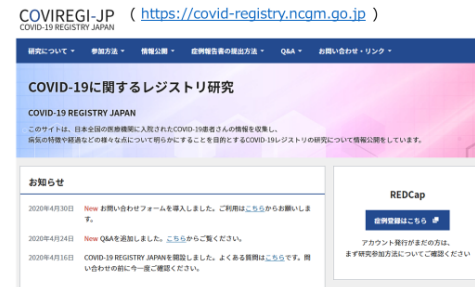 COVIREGI-JP ( https://covid-registry.ncgm.go.jp )
COVID-19 REGISTRY JAPAN
研究について 参加方法 情報公開 症例報告書の提出方法 Q&A お問い合わせ・リンク
COVID-19に関するレジストリ研究
COVID-19 REGISTRY JAPAN
このサイトは、日本全国の医療機関に入院されたCOVID-19患者さんの情報を収集し、
病気の特徴や経過などの様々な点について明らかにすることを目的とするCOVID-19レジストリの研究について情報公開をしています。
お知らせ
2020年4月30日 New お問い合わせフォームを導入しました。ご利用はこちらからお願いしま
す。
2020年4月24日 New Q&Aを追加しました。こちらからご覧ください。
2020年4月16日 COVID-19 REGISTRY JAPANを開設しました。よくある質問はこちらです。問
い合わせの前に今一度ご確認ください。
REDCap
症例登録はこちら
アカウント発行がまだの方は、
まず研究参加方法についてご確認ください